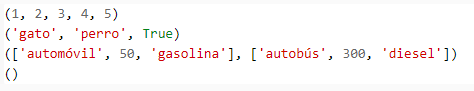 (1, 2, 3, 4, 5)
('gato', 'perro', True)
(['automóvil', 50, 'gasolina'], ['autobús', 300, 'diesel'])
()